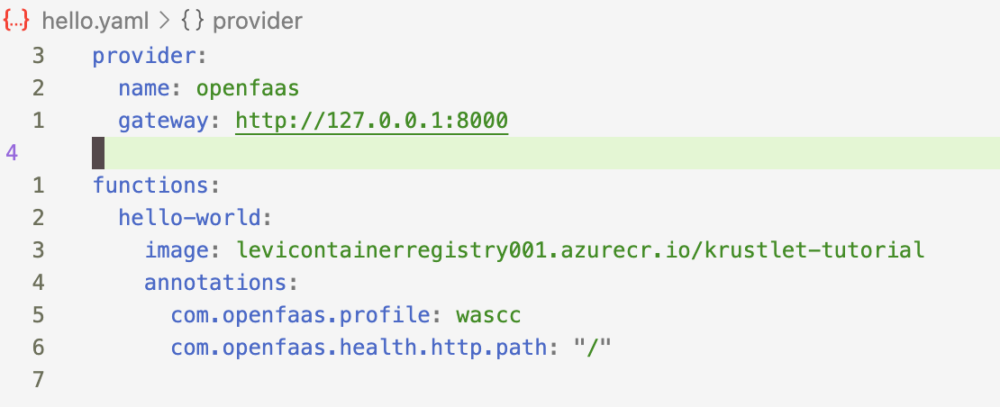 {...} hello.yaml > {} provider
3 provider:
2 name: openfaas
1 gateway: http://127.0.0.1:8000
4
1 functions:
2 hello-world:
3 image: levicontainerregistry001.azurecr.io/krustlet-tutorial
4 annotations:
5 com.openfaas.profile: wascc
6 com.openfaas.health.http.path: "/"
7